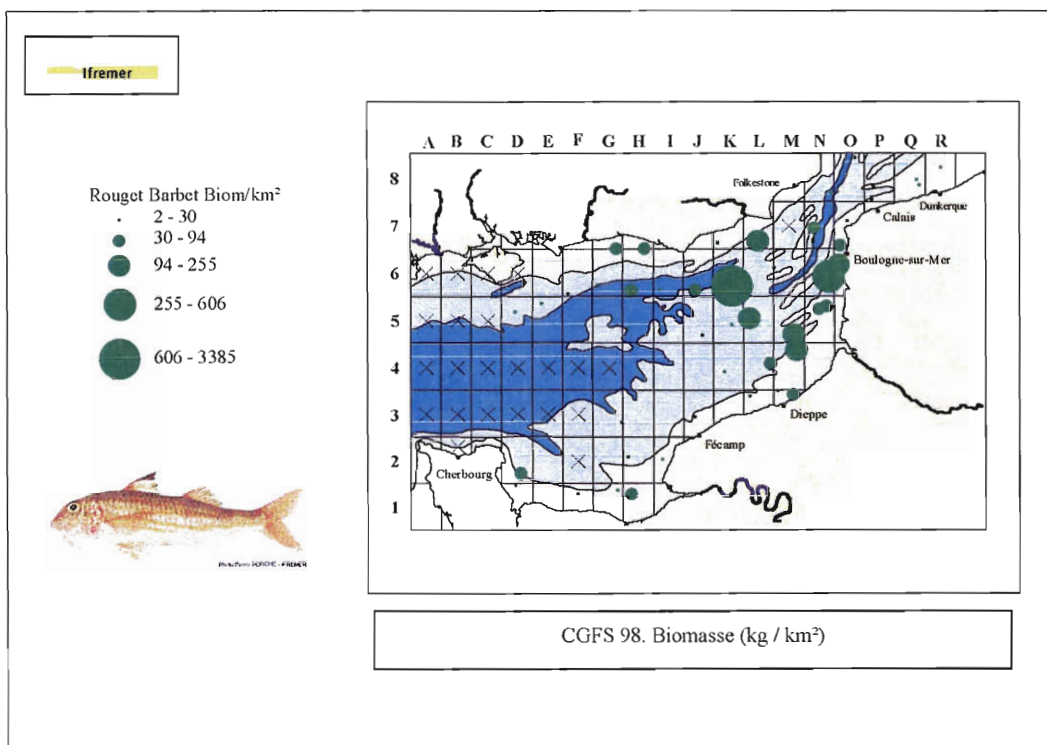 Ifremer
Rouget Barbet Biom/km²
2 - 30
30 - 94
94 - 255
255 - 606
606 - 3385
A B C D E F G H I J K L M N O P Q R
8
7
6
5
4
3
2
1
Folkestone
Dunkerque
Calais
Boulogne-sur-Mer
Dieppe
Fécamp
Cherbourg
CGFS 98. Biomasse (kg / km²)